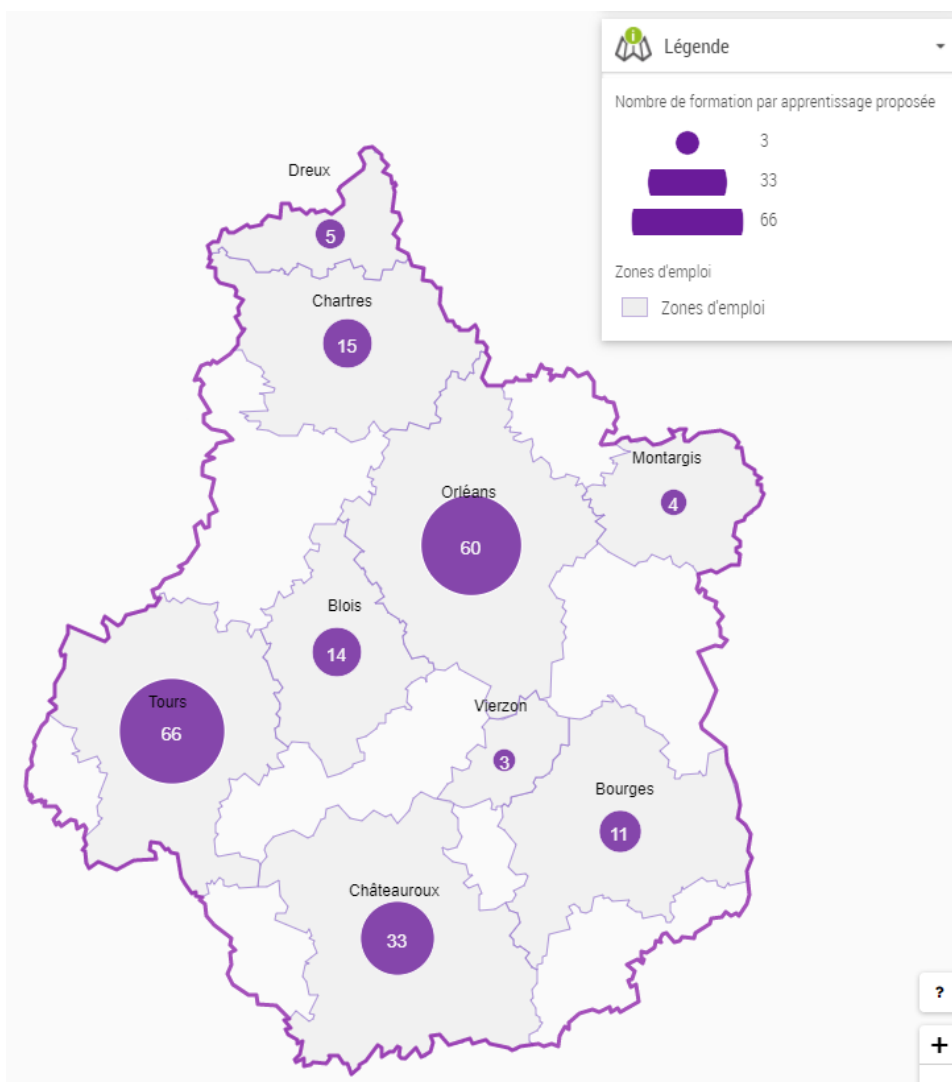 Légende
Nombre de formation par apprentissage proposée
3
33
66
Zones d'emploi
Zones d'emploi
Dreux
5
Chartres
15
Montargis
4
Orléans
60
Blois
14
Tours
66
Vierzon
3
Bourges
11
Châteauroux
33
?
+